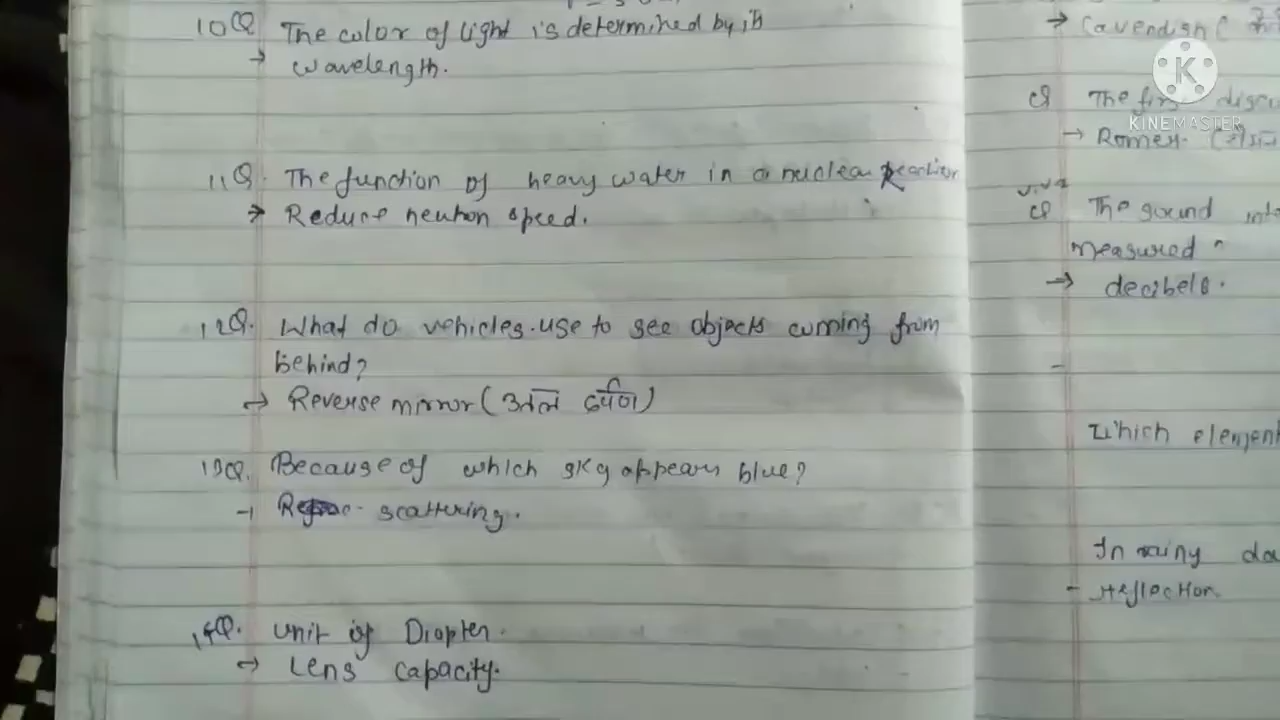 10Q The color of light is determined by its
→ wavelength.
11Q. The function of heavy water in a nuclear reactior
→ Reduce neutron speed.
12Q. What do vehicles use to see objects cuming from
behind?
→ Reverse mirror (उत्तल दर्पण)
13Q. Because of which sky appears blue?
→ scattering.
14Q. unit of Diopter.
→ Lens capacity.
→ Cavendish (
Q The first
→ Romer. (
Q The sound
measured
→ decibels.
Which element
In rainy
- reflection
KINEMASTER